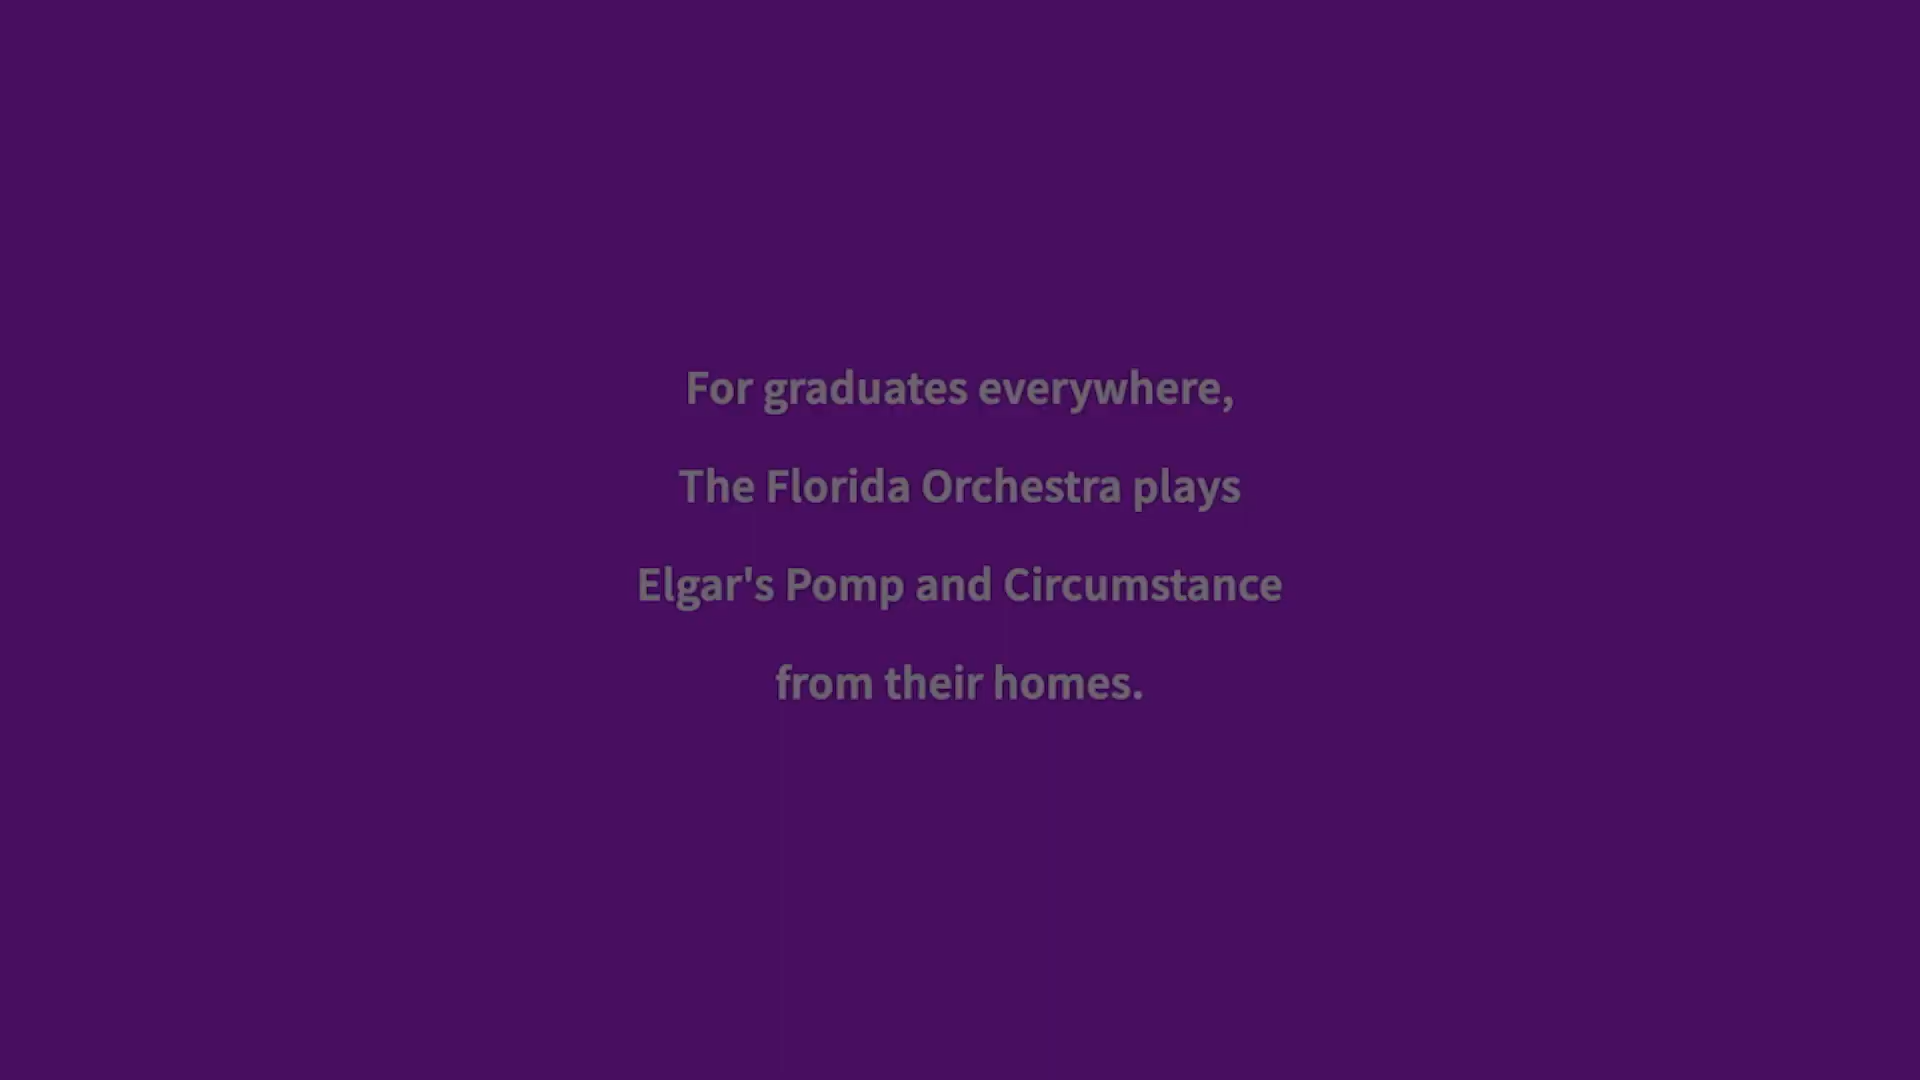 For graduates everywhere,
The Florida Orchestra plays
Elgar's Pomp and Circumstance
from their homes.